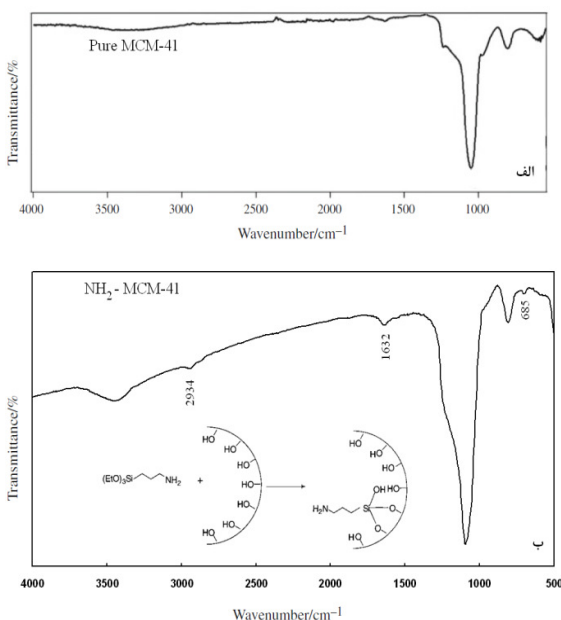 Pure MCM-41
Transmittance/%
الف
4000 3500 3000 2500 2000 1500 1000
Wavenumber/cm⁻¹
NH₂- MCM-41
Transmittance/%
2934
1632
685
(EtO)₃Si NH₂ +
HO
HO
HO
HO
HO
HO
HO
HO
HO
HO
HO
OH HO
H₂N Si O
O
HO
ب
4000 3500 3000 2500 2000 1500 1000 500
Wavenumber/cm⁻¹